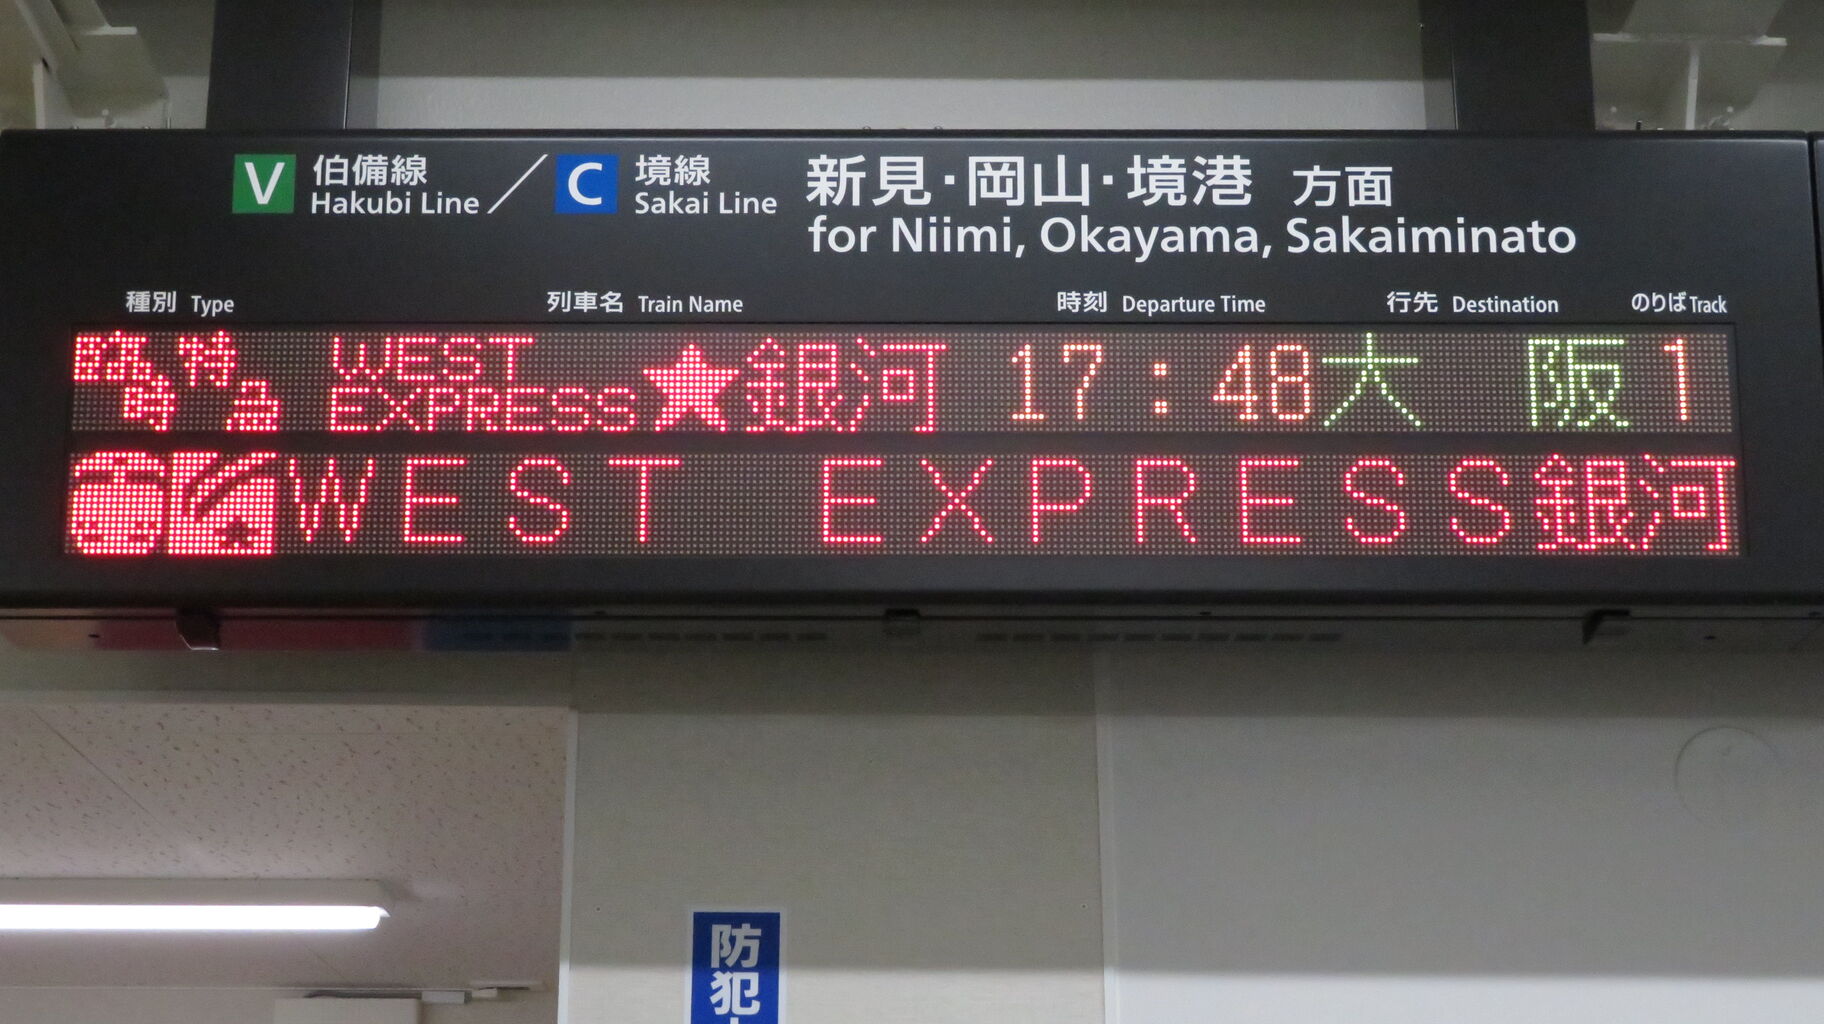 V 伯備線 / C 境線 新見・岡山・境港 方面
Hakubi Line Sakai Line for Niimi, Okayama, Sakaiminato
種別 Type 列車名 Train Name 時刻 Departure Time 行先 Destination のりば Track
臨時特急 WEST EXPRESS★銀河 17:48 大阪 1
WEST EXPRESS銀河
防犯